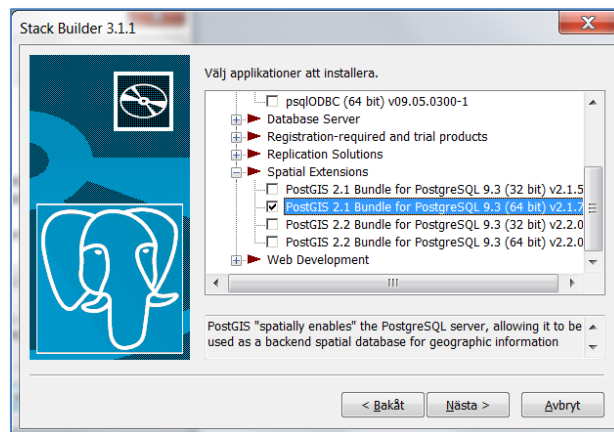 Stack Builder 3.1.1
Välj applikationer att installera.
psqlODBC (64 bit) v09.05.0300-1
Database Server
Registration-required and trial products
Replication Solutions
Spatial Extensions
PostGIS 2.1 Bundle for PostgreSQL 9.3 (32 bit) v2.1.5
PostGIS 2.1 Bundle for PostgreSQL 9.3 (64 bit) v2.1.7
PostGIS 2.2 Bundle for PostgreSQL 9.3 (32 bit) v2.2.0
PostGIS 2.2 Bundle for PostgreSQL 9.3 (64 bit) v2.2.0
Web Development
PostGIS "spatially enables" the PostgreSQL server, allowing it to be
used as a backend spatial database for geographic information
< Bakåt
Nästa >
Avbryt